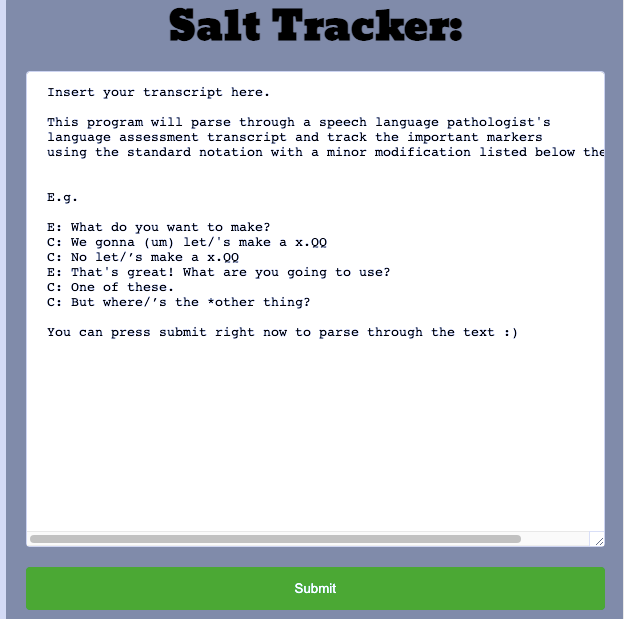 Salt Tracker:
Insert your transcript here.
This program will parse through a speech language pathologist's
language assessment transcript and track the important markers
using the standard notation with a minor modification listed below the
E.g.
E: What do you want to make?
C: We gonna (um) let/'s make a x.QQ
C: No let/’s make a x.QQ
E: That's great! What are you going to use?
C: One of these.
C: But where/’s the *other thing?
You can press submit right now to parse through the text :)
Submit